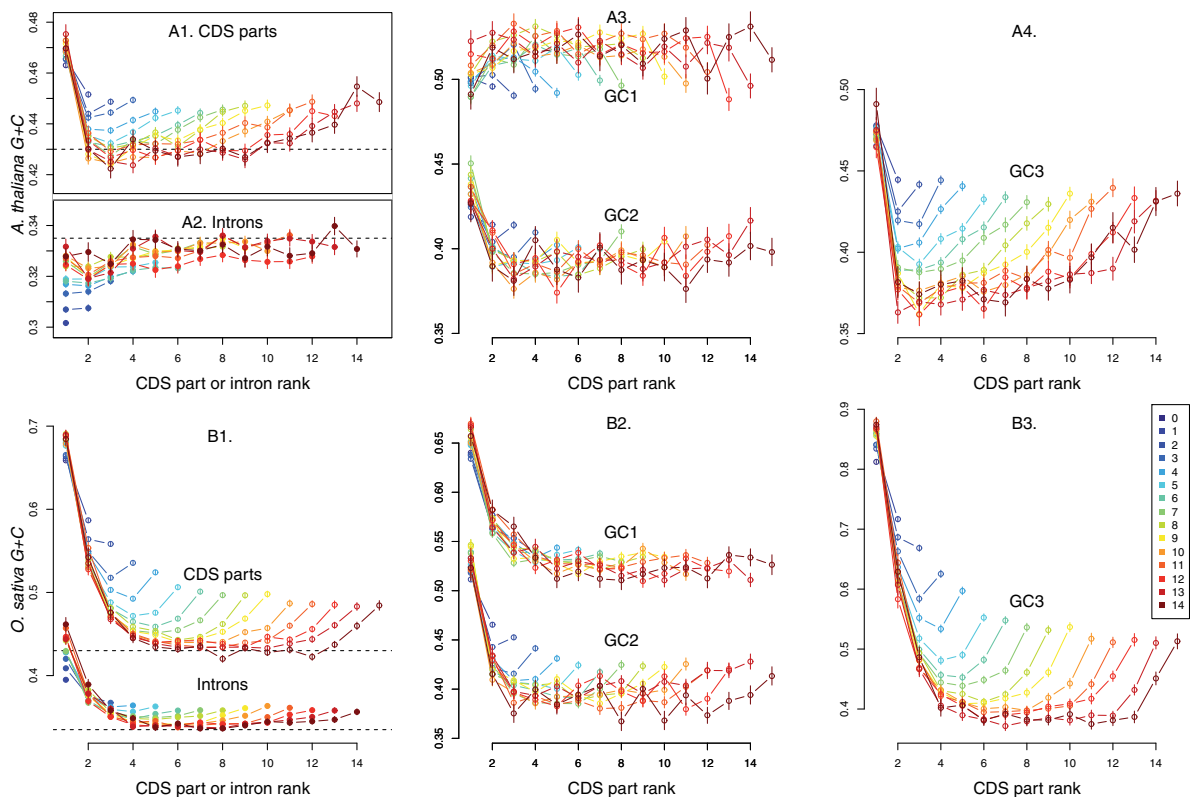 A1. CDS parts
A. thaliana G+C
0.48
0.46
0.44
0.42
A2. Introns
0.34
0.32
0.3
2 4 6 8 10 12 14
CDS part or intron rank
A3.
GC1
GC2
0.50
0.45
0.40
0.35
2 4 6 8 10 12 14
CDS part rank
A4.
GC3
0.50
0.45
0.40
0.35
2 4 6 8 10 12 14
CDS part rank
B1.
O. sativa G+C
0.7
0.6
0.5
0.4
CDS parts
Introns
2 4 6 8 10 12 14
CDS part or intron rank
B2.
GC1
GC2
0.65
0.60
0.55
0.50
0.45
0.40
0.35
2 4 6 8 10 12 14
CDS part rank
B3.
GC3
0.9
0.8
0.7
0.6
0.5
0.4
2 4 6 8 10 12 14
CDS part rank
0
1
2
3
4
5
6
7
8
9
10
11
12
13
14